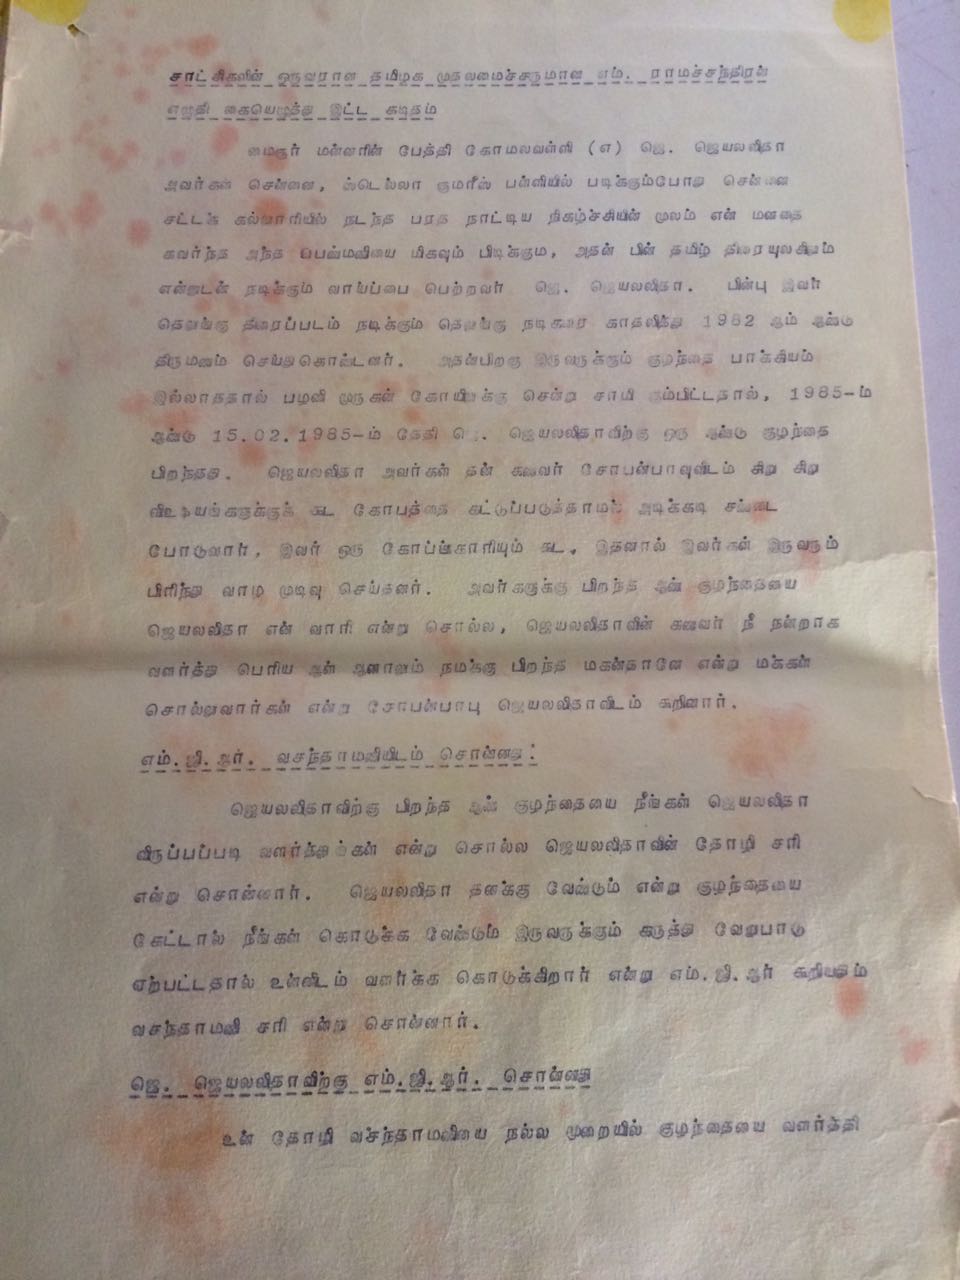 சாட்சிகளின் ஒருவரான தமிழக முதலமைச்சருமான எம். ராமச்சந்திரன்
எழுதி கையெழுத்து இட்ட கடிதம்
மைசூர் மன்னரின் பேத்தி கோமலவள்ளி (எ) ஜெ. ஜெயலலிதா
அவர்கள் சென்னை, ஸ்டெல்லா குமரீஸ் பள்ளியில் படிக்கும்போது சென்னை
சட்டக் கல்லூரியில் நடந்த பரத நாட்டிய நிகழ்ச்சியின் மூலம் என் மனதை
கவர்ந்த அந்த பெண்மணியை மிகவும் பிடிக்கும, அதன் பின் தமிழ் திரையுலகிலும்
என்னுடன் நடிக்கும் வாய்ப்பை பெற்றவர் ஜெ. ஜெயலலிதா. பின்பு இவர்
தெலுங்கு திரைப்படம் நடிக்கும் தெலுங்கு நடிகரை காதலித்து 1982 ஆம் ஆண்டு
திருமணம் செய்துகொண்டனர். அதன்பிறகு இருவருக்கும் குழந்தை பாக்கியம்
இல்லாததால் பழனி முருகன் கோயிலுக்கு சென்று சாமி கும்பிட்டதால், 1985-ம்
ஆண்டு 15.02.1985-ம் தேதி ஜெ. ஜெயலலிதாவிற்கு ஒரு ஆண்டு குழந்தை
பிறந்தது. ஜெயலலிதா அவர்கள் தன் கணவர் சோபன்பாவுவிடம் சிறு சிறு
விஷயங்களுக்குக் கூட கோபத்தை கட்டுப்படுத்தாமல் அடிக்கடி சண்டை
போடுவார், இவர் ஒரு கோப்காரியும் கூட, இதனால் இவர்கள் இருவரும்
பிரிந்து வாழ முடிவு செய்தனர். அவர்களுக்கு பிறந்த ஆண் குழந்தையை
ஜெயலலிதா என் வாரி என்று சொல்ல, ஜெயலலிதாவின் கணவர் நீ நன்றாக
வளர்த்து பெரிய ஆள் ஆனாலும் நமக்கு பிறந்த மகன்தானே என்று மக்கள்
சொல்லுவார்கள் என்று சோபன்பாபு ஜெயலலிதாவிடம் கூறினார்.
எம்.ஜி.ஆர். வசந்தாமணியிடம் சொன்னது:
ஜெயலலிதாவிற்கு பிறந்த ஆண் குழந்தையை நீங்கள் ஜெயலலிதா
விருப்பப்படி வளர்த்துங்கள் என்று சொல்ல ஜெயலலிதாவின் தோழி சரி
என்று சொன்னார். ஜெயலலிதா தனக்கு வேண்டும் என்று குழந்தையை
கேட்டால் நீங்கள் கொடுக்க வேண்டும் இருவருக்கும் கருத்து வேறுபாடு
ஏற்பட்டதால் உன்னிடம் வளர்க்க கொடுக்கிறார் என்று எம்.ஜி.ஆர் கூறியதும்
வசந்தாமணி சரி என்று சொன்னார்.
ஜெ. ஜெயலலிதாவிற்கு எம்.ஜி.ஆர். சொன்னது
உன் தோழி வசந்தாமணியை நல்ல முறையில் குழந்தையை வளர்த்தி